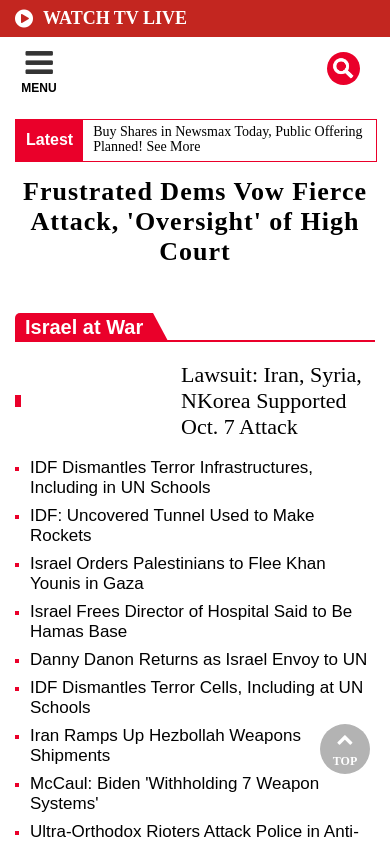 WATCH TV LIVE
MENU
Latest
Buy Shares in Newsmax Today, Public Offering
Planned! See More
Frustrated Dems Vow Fierce
Attack, 'Oversight' of High
Court
Israel at War
Lawsuit: Iran, Syria,
NKorea Supported
Oct. 7 Attack
IDF Dismantles Terror Infrastructures,
Including in UN Schools
IDF: Uncovered Tunnel Used to Make
Rockets
Israel Orders Palestinians to Flee Khan
Younis in Gaza
Israel Frees Director of Hospital Said to Be
Hamas Base
Danny Danon Returns as Israel Envoy to UN
IDF Dismantles Terror Cells, Including at UN
Schools
Iran Ramps Up Hezbollah Weapons
Shipments
TOP
McCaul: Biden 'Withholding 7 Weapon
Systems'
Ultra-Orthodox Rioters Attack Police in Anti-